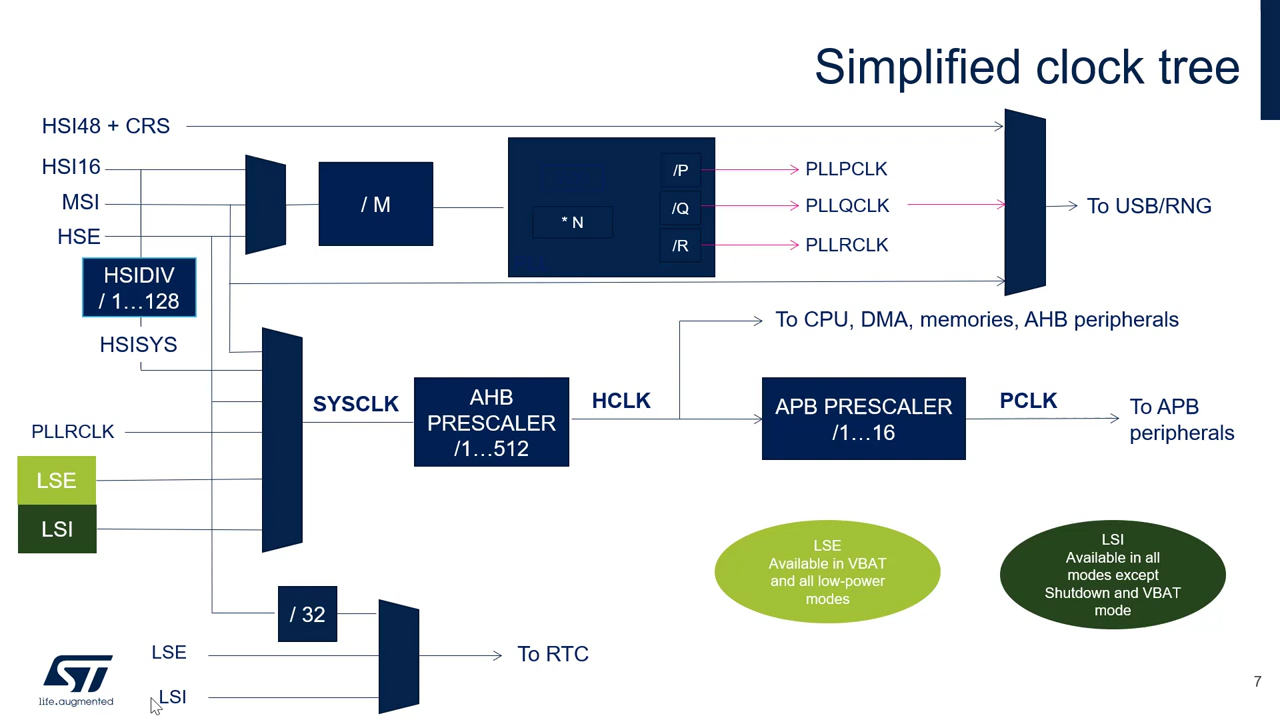 Simplified clock tree
HSI48 + CRS
HSI16
MSI
HSE
/ M
* N
/P
/Q
/R
PLLPCLK
PLLQCLK
PLLRCLK
To USB/RNG
HSIDIV
/ 1…128
HSISYS
To CPU, DMA, memories, AHB peripherals
SYSCLK
AHB
PRESCALER
/1…512
HCLK
APB PRESCALER
/1…16
PCLK
To APB
peripherals
PLLRCLK
LSE
LSI
LSE
Available in VBAT
and all low-power
modes
LSI
Available in all
modes except
Shutdown and VBAT
mode
/ 32
LSE
LSI
To RTC
ST
life.augmented
7